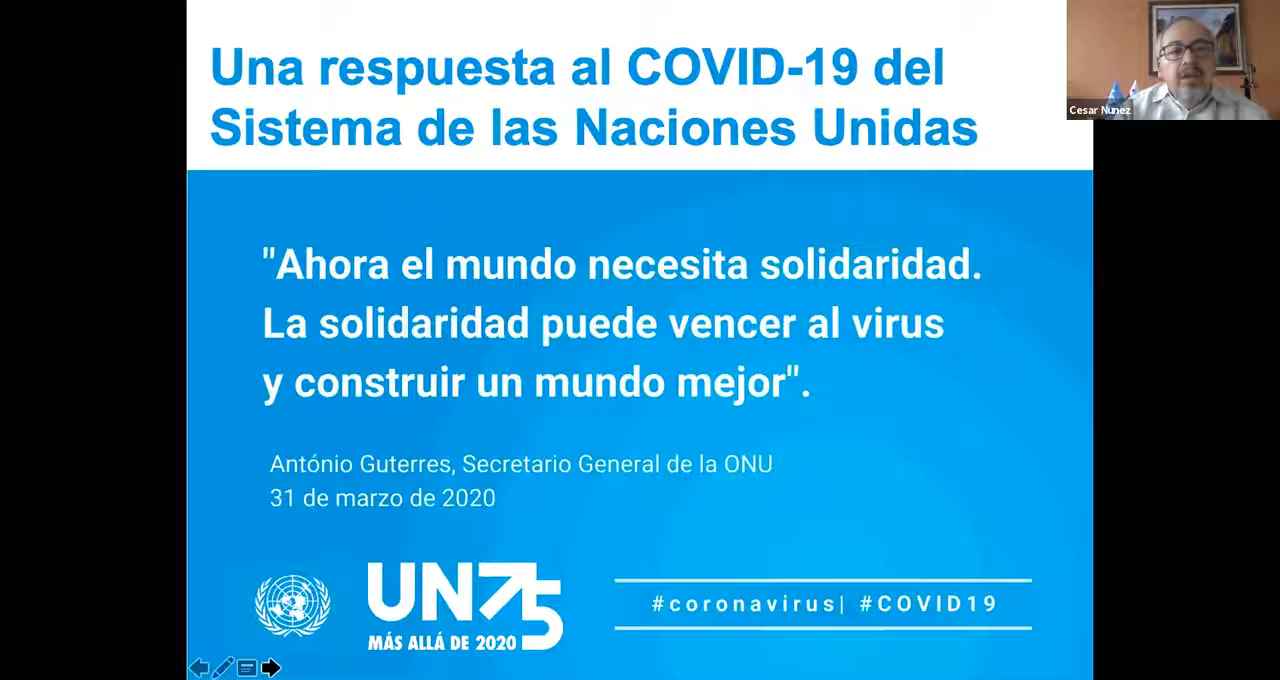 Una respuesta al COVID-19 del
Sistema de las Naciones Unidas
Cesar Nunez
"Ahora el mundo necesita solidaridad.
La solidaridad puede vencer al virus
y construir un mundo mejor".
António Guterres, Secretario General de la ONU
31 de marzo de 2020
UN75
MÁS ALLÁ DE 2020
#coronavirus| #COVID19